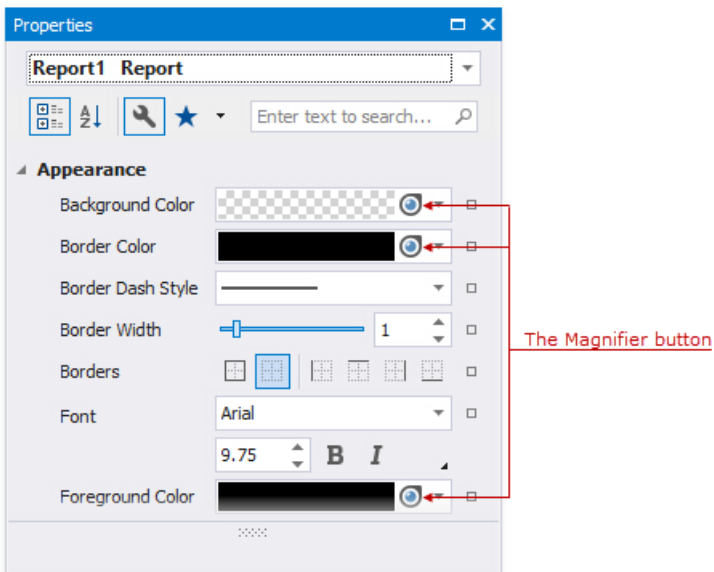 Properties
Report1 Report
A
Z
Enter text to search...
Appearance
Background Color
Border Color
Border Dash Style
Border Width 1
The Magnifier button
Borders
Font Arial
9.75 B I
Foreground Color